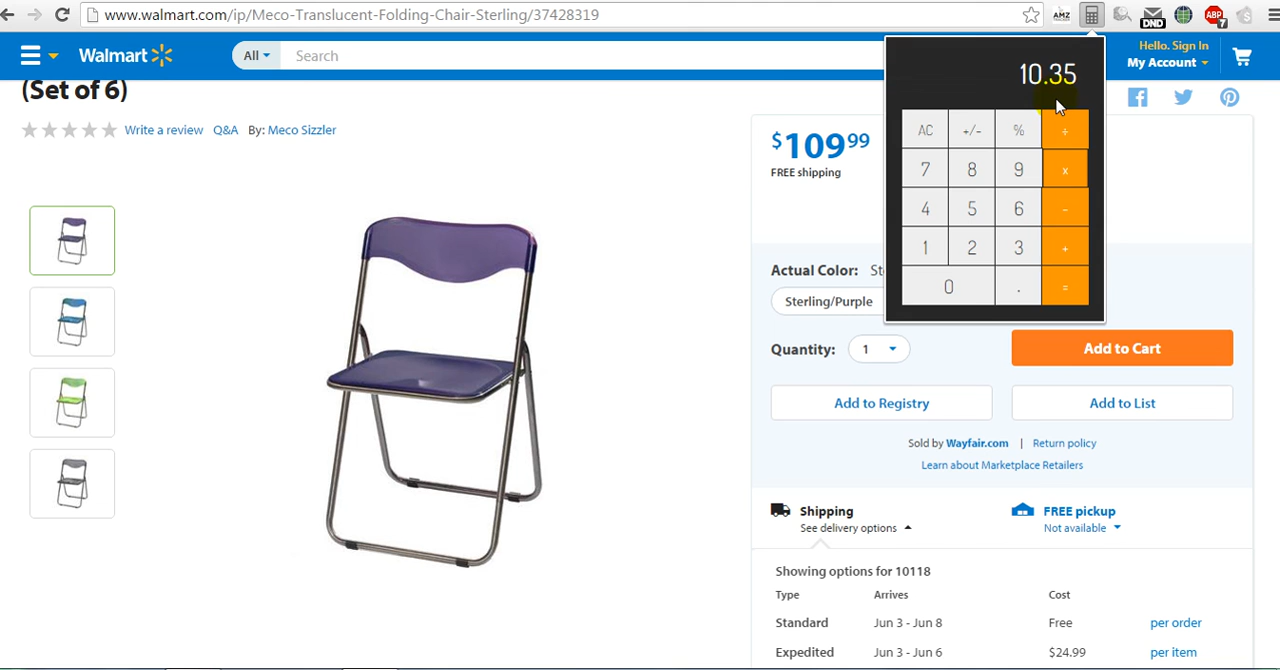 www.walmart.com/ip/Meco-Translucent-Folding-Chair-Sterling/37428319
AMZ
DND
ABP
7
Walmart
All
Search
Hello. Sign In
My Account
(Set of 6)
Write a review Q&A By: Meco Sizzler
$109.99
FREE shipping
10.35
AC +/- % ÷
7 8 9 x
4 5 6 -
1 2 3 +
0 . =
Actual Color: St
Sterling/Purple
Quantity: 1
Add to Cart
Add to Registry
Add to List
Sold by Wayfair.com | Return policy
Learn about Marketplace Retailers
Shipping
See delivery options
FREE pickup
Not available
Showing options for 10118
Type Arrives Cost
Standard Jun 3 - Jun 8 Free per order
Expedited Jun 3 - Jun 6 $24.99 per item